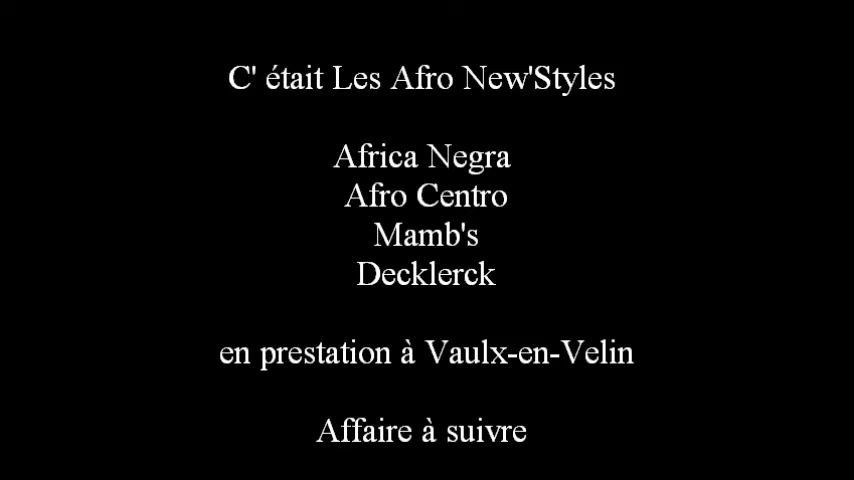 C' était Les Afro New'Styles
Africa Negra
Afro Centro
Mamb's
Decklerck
en prestation à Vaulx-en-Velin
Affaire à suivre